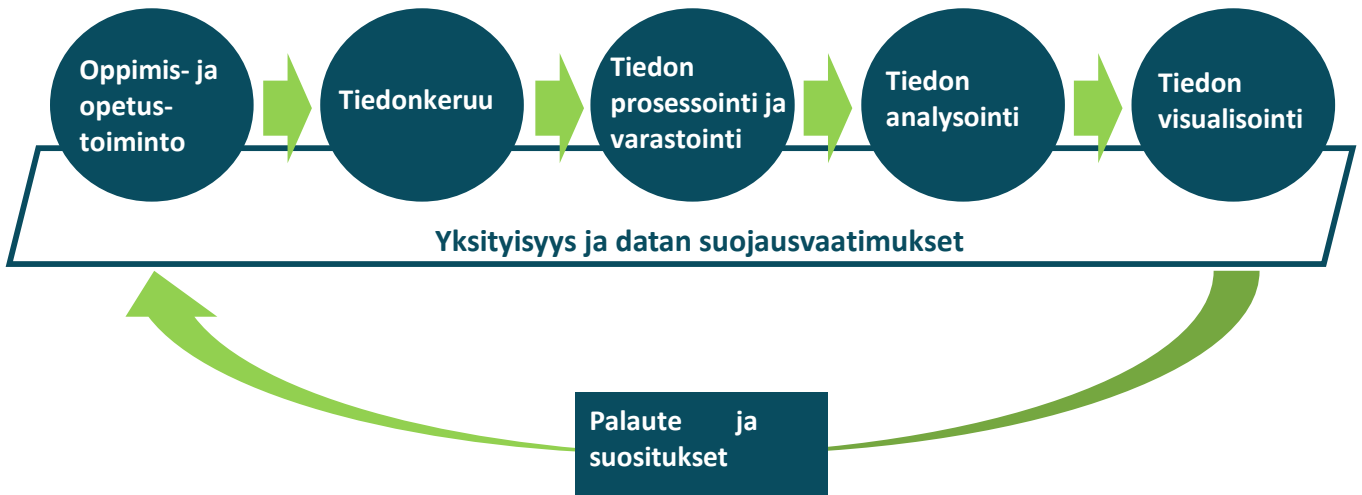 Oppimis- ja
opetus-
toiminto
Tiedonkeruu
Tiedon
prosessointi ja
varastointi
Tiedon
analysointi
Tiedon
visualisointi
Yksityisyys ja datan suojausvaatimukset
Palaute ja
suositukset